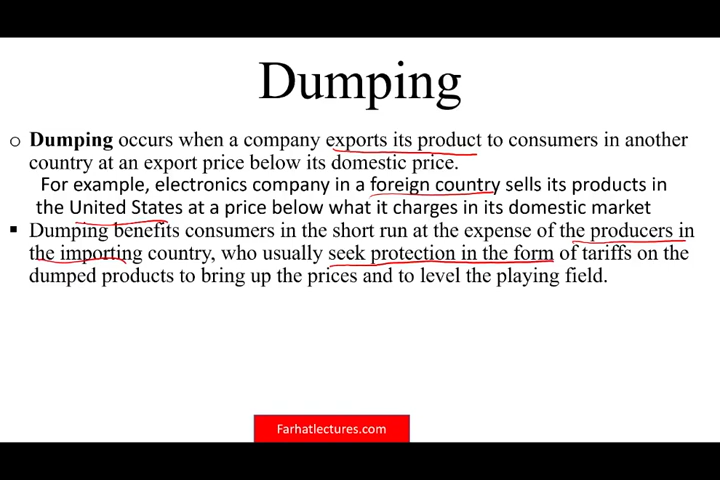 Dumping
Dumping occurs when a company exports its product to consumers in another
country at an export price below its domestic price.
For example, electronics company in a foreign country sells its products in
the United States at a price below what it charges in its domestic market
Dumping benefits consumers in the short run at the expense of the producers in
the importing country, who usually seek protection in the form of tariffs on the
dumped products to bring up the prices and to level the playing field.
Farhatlectures.com